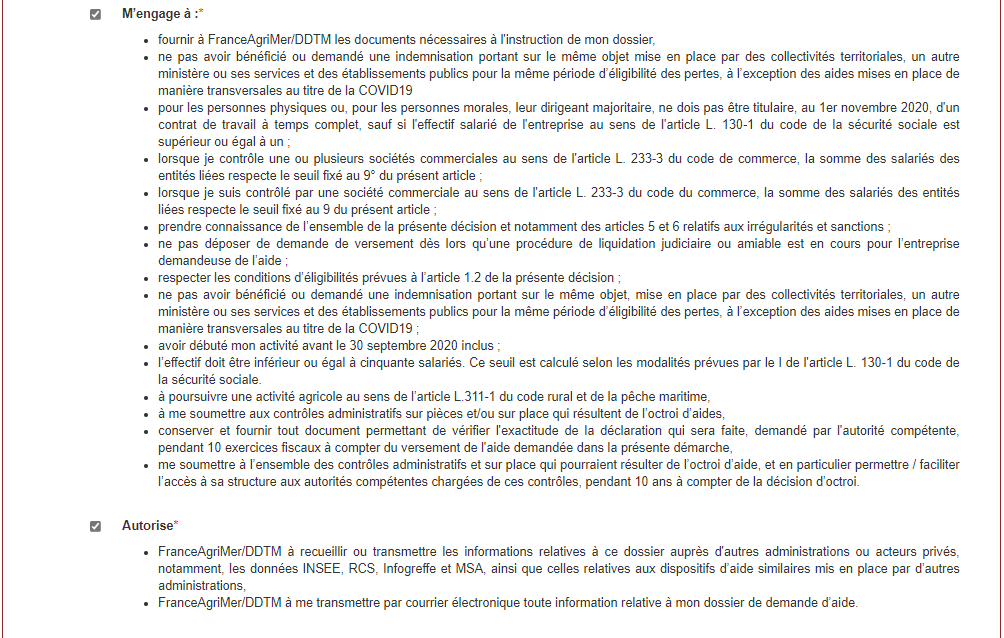 M'engage à :*
• fournir à FranceAgriMer/DDTM les documents nécessaires à l'instruction de mon dossier,
• ne pas avoir bénéficié ou demandé une indemnisation portant sur le même objet mise en place par des collectivités territoriales, un autre
ministère ou ses services et des établissements publics pour la même période d'éligibilité des pertes, à l'exception des aides mises en place de
manière transversales au titre de la COVID19
• pour les personnes physiques ou, pour les personnes morales, leur dirigeant majoritaire, ne dois pas être titulaire, au 1er novembre 2020, d'un
contrat de travail à temps complet, sauf si l'effectif salarié de l'entreprise au sens de l'article L. 130-1 du code de la sécurité sociale est
supérieur ou égal à un ;
• lorsque je contrôle une ou plusieurs sociétés commerciales au sens de l'article L. 233-3 du code de commerce, la somme des salariés des
entités liées respecte le seuil fixé au 9° du présent article ;
• lorsque je suis contrôlé par une société commerciale au sens de l'article L. 233-3 du code du commerce, la somme des salariés des entités
liées respecte le seuil fixé au 9 du présent article ;
• prendre connaissance de l'ensemble de la présente décision et notamment des articles 5 et 6 relatifs aux irrégularités et sanctions ;
• ne pas déposer de demande de versement dès lors qu'une procédure de liquidation judiciaire ou amiable est en cours pour l'entreprise
demandeuse de l'aide ;
• respecter les conditions d'éligibilités prévues à l'article 1.2 de la présente décision ;
• ne pas avoir bénéficié ou demandé une indemnisation portant sur le même objet, mise en place par des collectivités territoriales, un autre
ministère ou ses services et des établissements publics pour la même période d'éligibilité des pertes, à l'exception des aides mises en place de
manière transversales au titre de la COVID19 ;
• avoir débuté mon activité avant le 30 septembre 2020 inclus ;
• l'effectif doit être inférieur ou égal à cinquante salariés. Ce seuil est calculé selon les modalités prévues par le I de l'article L. 130-1 du code de
la sécurité sociale.
• à poursuivre une activité agricole au sens de l'article L.311-1 du code rural et de la pêche maritime,
• à me soumettre aux contrôles administratifs sur pièces et/ou sur place qui résultent de l'octroi d'aides,
• conserver et fournir tout document permettant de vérifier l'exactitude de la déclaration qui sera faite, demandé par l'autorité compétente,
pendant 10 exercices fiscaux à compter du versement de l'aide demandée dans la présente démarche,
• me soumettre à l'ensemble des contrôles administratifs et sur place qui pourraient résulter de l'octroi d'aide, et en particulier permettre / faciliter
l'accès à sa structure aux autorités compétentes chargées de ces contrôles, pendant 10 ans à compter de la décision d'octroi.
Autorise*
• FranceAgriMer/DDTM à recueillir ou transmettre les informations relatives à ce dossier auprès d'autres administrations ou acteurs privés,
notamment, les données INSEE, RCS, Infogreffe et MSA, ainsi que celles relatives aux dispositifs d'aide similaires mis en place par d'autres
administrations,
• FranceAgriMer/DDTM à me transmettre par courrier électronique toute information relative à mon dossier de demande d'aide.